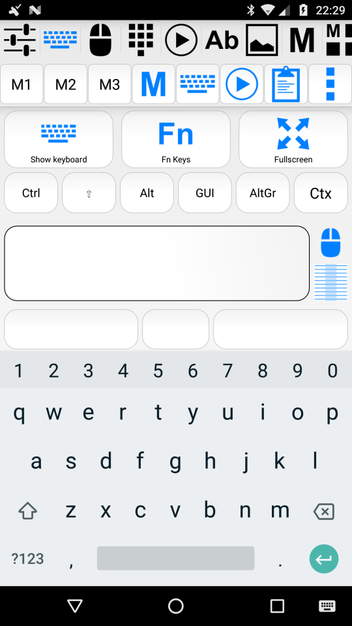 22:29
Ab M M
M1 M2 M3 M
Fn
Show keyboard Fn Keys Fullscreen
Ctrl ⇧ Alt GUI AltGr Ctx
1 2 3 4 5 6 7 8 9 0
q w e r t y u i o p
a s d f g h j k l
z x c v b n m
?123 , .